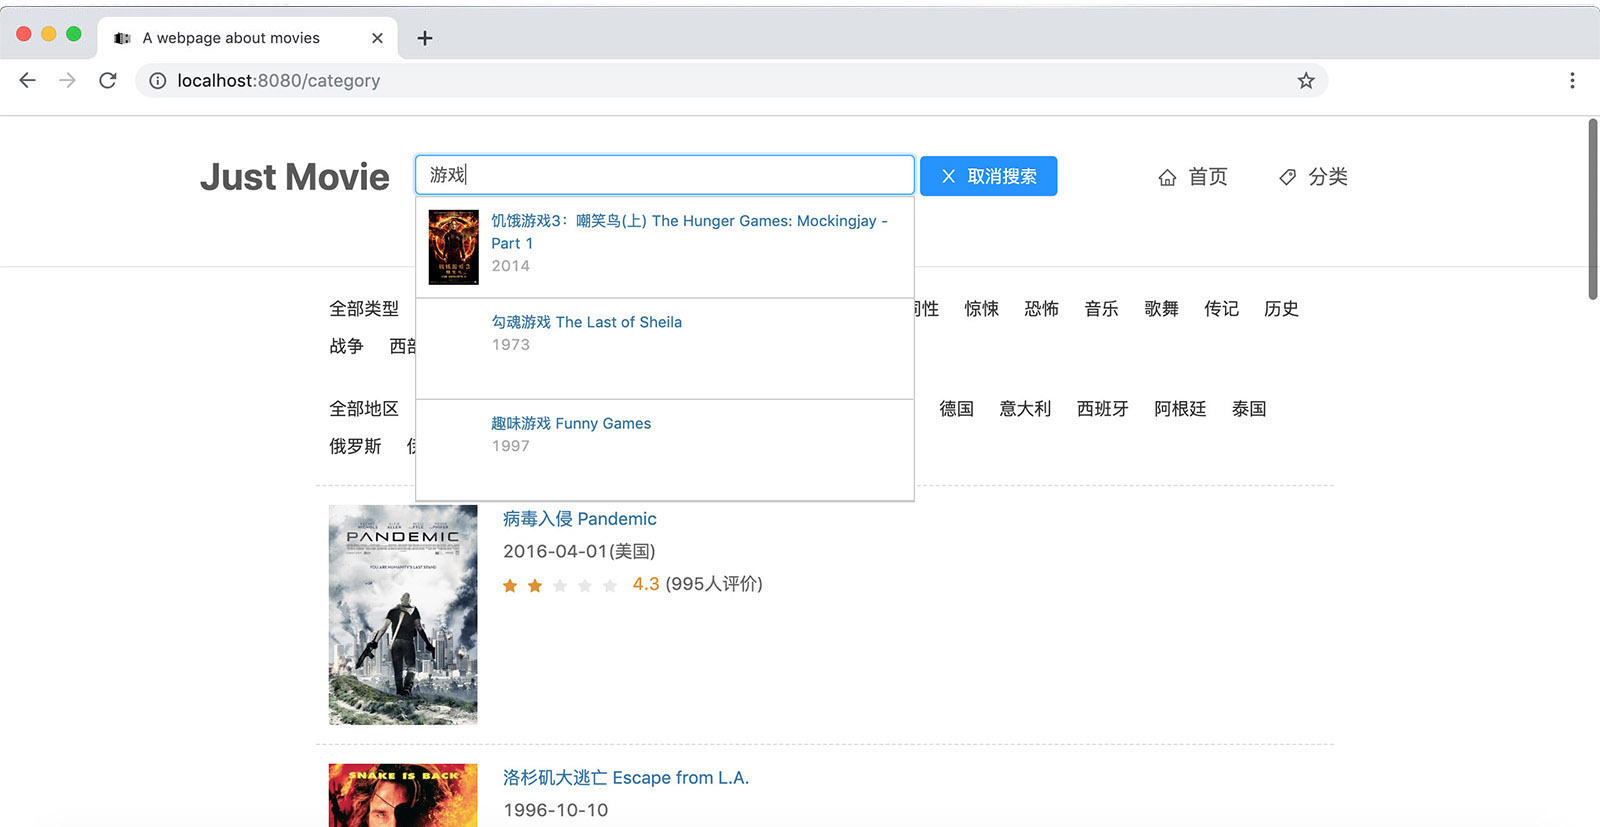 A webpage about movies
localhost:8080/category
Just Movie
游戏
取消搜索
首页
分类
饥饿游戏3：嘲笑鸟(上) The Hunger Games: Mockingjay -
Part 1
2014
勾魂游戏 The Last of Sheila
1973
趣味游戏 Funny Games
1997
全部类型 同性 惊悚 恐怖 音乐 歌舞 传记 历史
战争 西部
全部地区 德国 意大利 西班牙 阿根廷 泰国
俄罗斯
PANDEMIC
YOU ARE HUMANITY'S LAST STAND
病毒入侵 Pandemic
2016-04-01(美国)
4.3 (995人评价)
SNAKE IS BACK
洛杉矶大逃亡 Escape from L.A.
1996-10-10